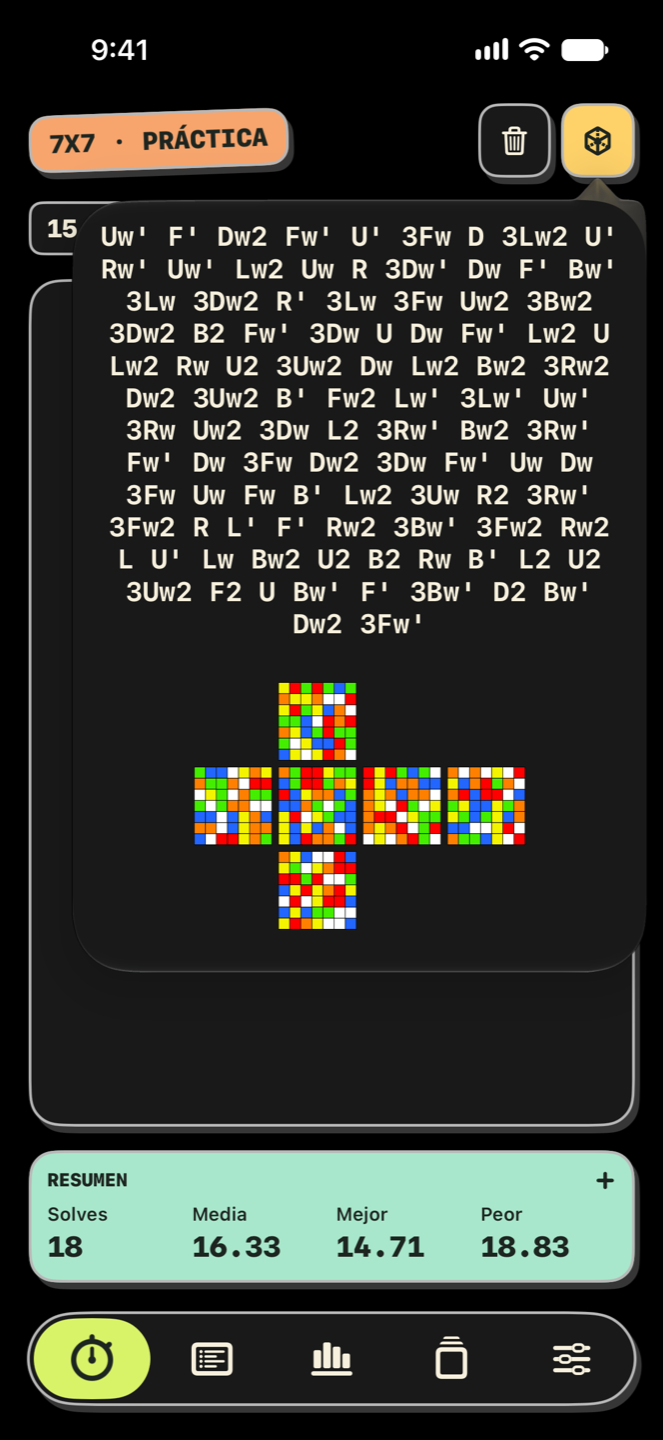 9:41
7X7 · PRÁCTICA
15
Uw' F' Dw2 Fw' U' 3Fw D 3Lw2 U'
Rw' Uw' Lw2 Uw R 3Dw' Dw F' Bw'
3Lw 3Dw2 R' 3Lw 3Fw Uw2 3Bw2
3Dw2 B2 Fw' 3Dw U Dw Fw' Lw2 U
Lw2 Rw U2 3Uw2 Dw Lw2 Bw2 3Rw2
Dw2 3Uw2 B' Fw2 Lw' 3Lw' Uw'
3Rw Uw2 3Dw L2 3Rw' Bw2 3Rw'
Fw' Dw 3Fw Dw2 3Dw Fw' Uw Dw
3Fw Uw Fw B' Lw2 3Uw R2 3Rw'
3Fw2 R L' F' Rw2 3Bw' 3Fw2 Rw2
L U' Lw Bw2 U2 B2 Rw B' L2 U2
3Uw2 F2 U Bw' F' 3Bw' D2 Bw'
Dw2 3Fw'
RESUMEN +
Solves Media Mejor Peor
18 16.33 14.71 18.83